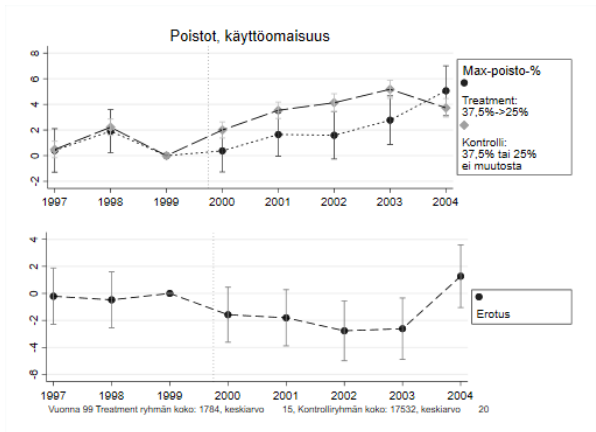 Poistot, käyttöomaisuus
8
6
4
2
0
-2
1997 1998 1999 2000 2001 2002 2003 2004
Max-poisto-%
Treatment:
37,5%->25%
Kontrolli:
37,5% tai 25%
ei muutosta
4
2
0
-2
-4
-6
1997 1998 1999 2000 2001 2002 2003 2004
Erotus
Vuonna 99 Treatment ryhmän koko: 1784, keskiarvo 15, Kontrolliryhmän koko: 17532, keskiarvo 20